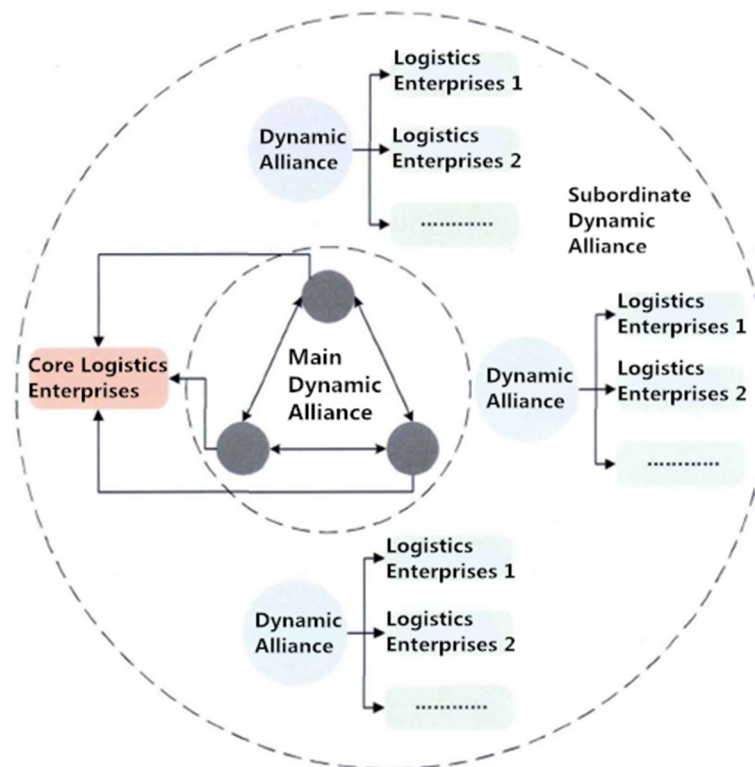 Logistics
Enterprises 1
Dynamic
Alliance
Logistics
Enterprises 2
............
Subordinate
Dynamic
Alliance
Core Logistics
Enterprises
Main
Dynamic
Alliance
Dynamic
Alliance
Logistics
Enterprises 1
Logistics
Enterprises 2
............
Dynamic
Alliance
Logistics
Enterprises 1
Logistics
Enterprises 2
............